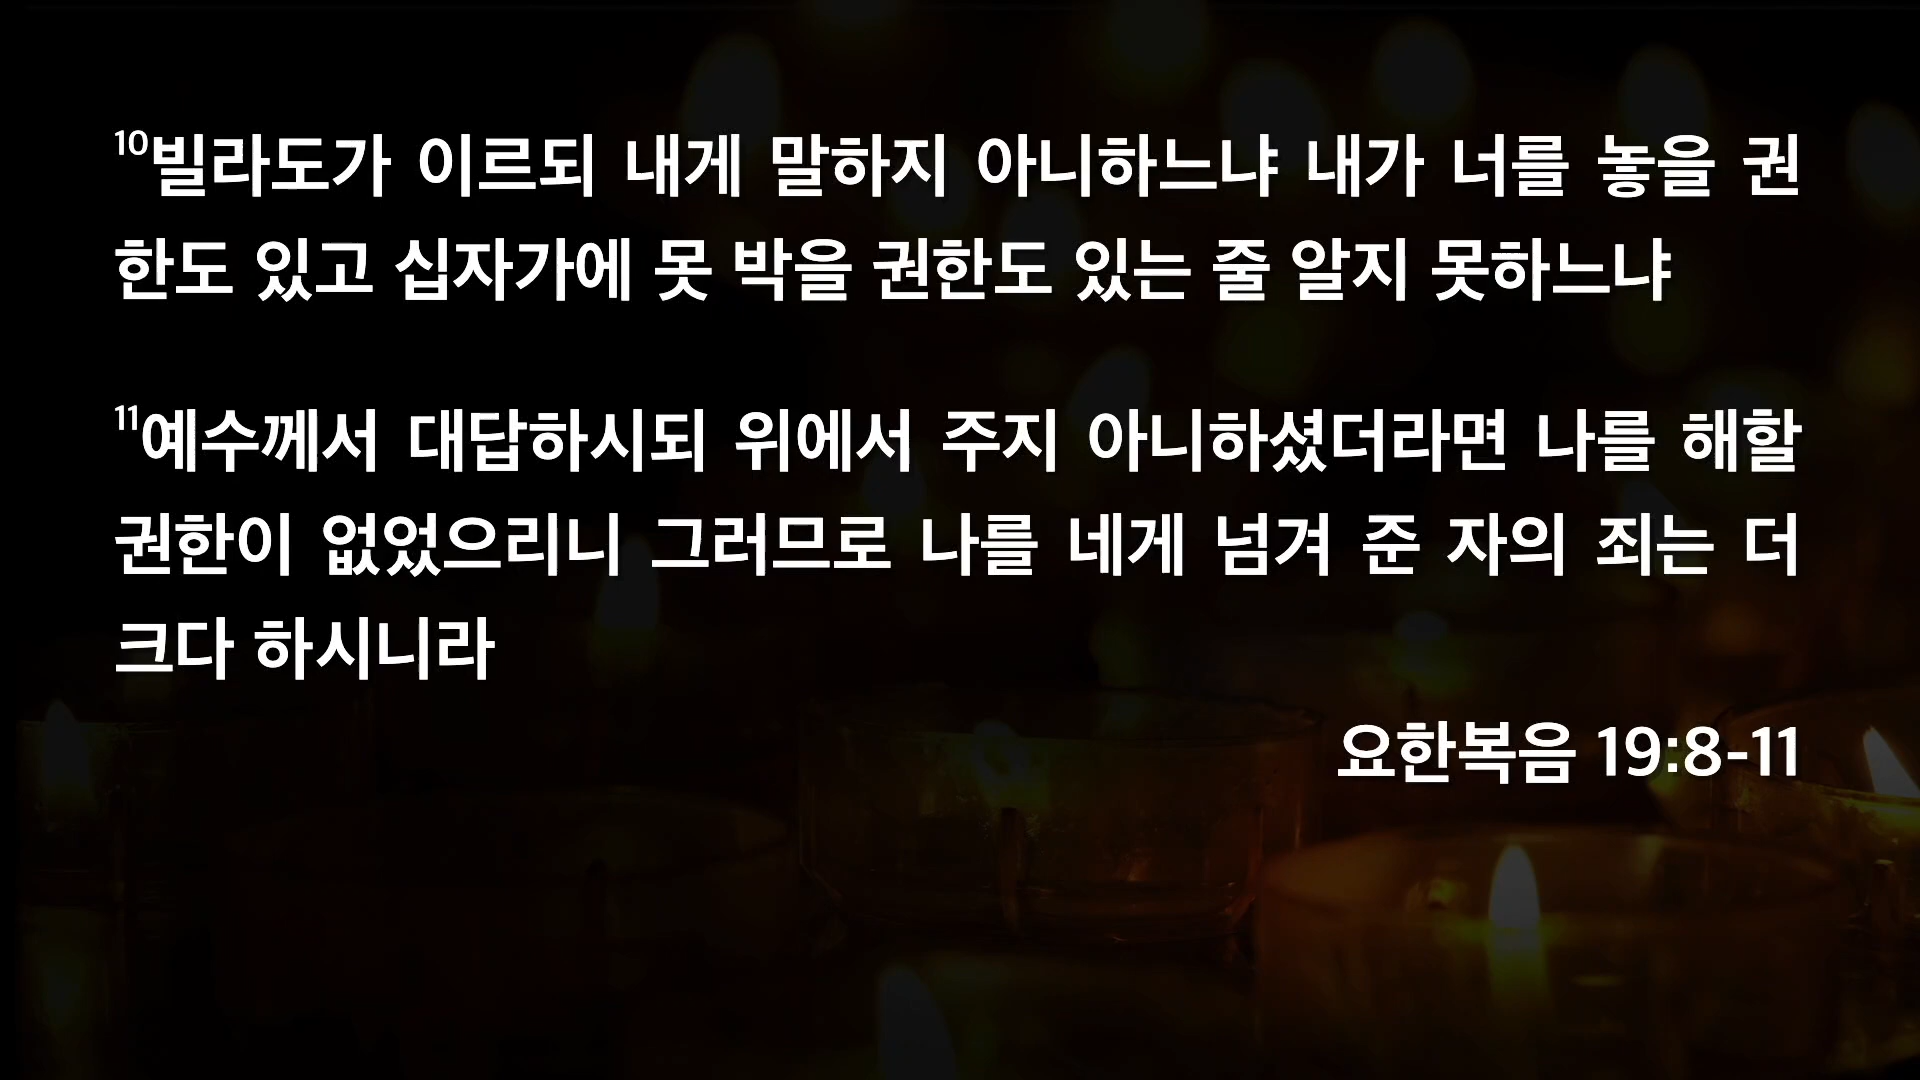 10빌라도가 이르되 내게 말하지 아니하느냐 내가 너를 놓을 권
한도 있고 십자가에 못 박을 권한도 있는 줄 알지 못하느냐
11예수께서 대답하시되 위에서 주지 아니하셨더라면 나를 해할
권한이 없었으리니 그러므로 나를 네게 넘겨 준 자의 죄는 더
크다 하시니라
요한복음 19:8-11